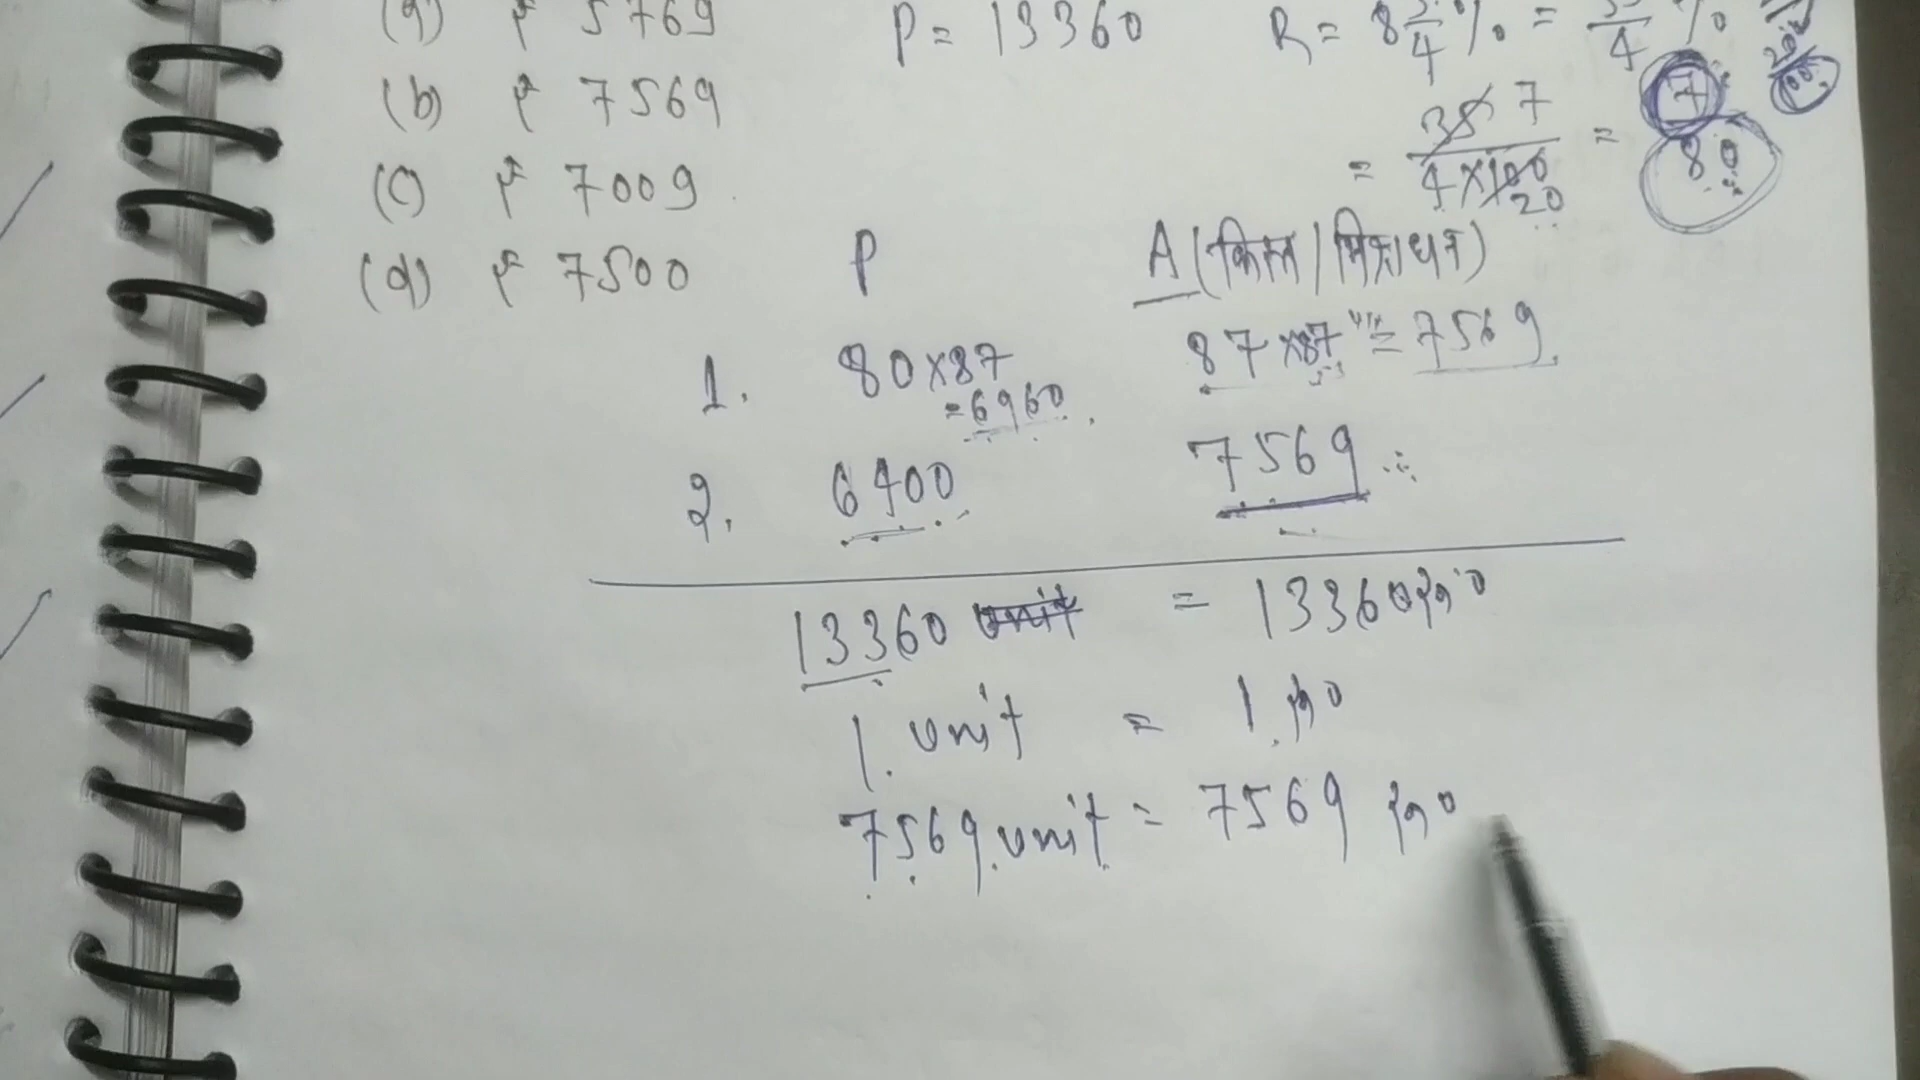 (a) ₹ 5769
P = 13360 R = 8 3/4 % = 35/4 %
(b) ₹ 7569
= 35 7 / 4×100 20 = 7/80
(c) ₹ 7009
(d) ₹ 7500
P A (किस्त/मिश्रधन)
1. 80×87 87×87 = 7569
=6960
2. 6400 7569
13360 unit = 13360 रु०
1 unit = 1 रु०
7569 unit = 7569 रु०